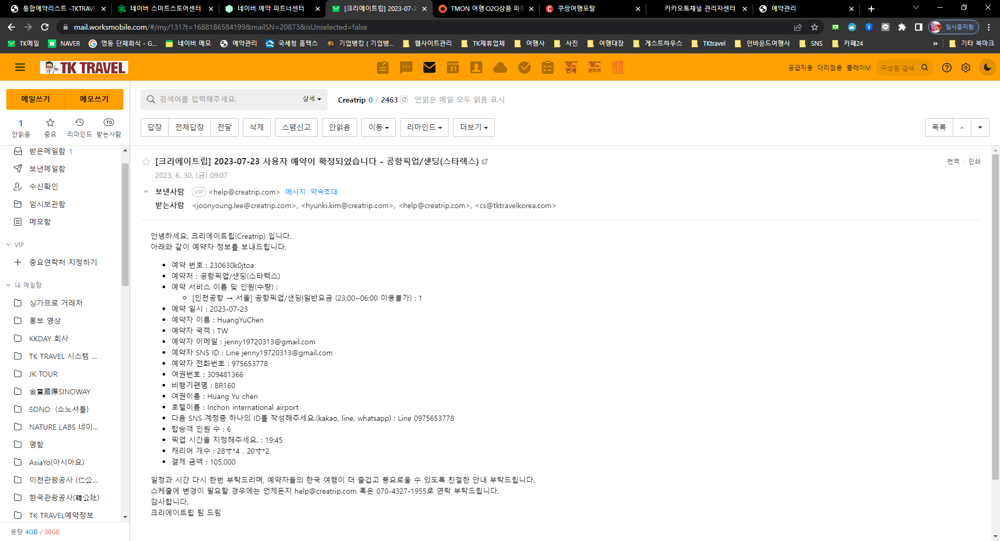 통합예약리스트 -TKTRAVE
네이버 스마트스토어센터
네이버 예약 파트너센터
[크리에이트립] 2023-07-2
TMON 여행·O2O상품 파트
쿠팡여행포탈
카카오톡채널 관리자센터
예약관리
mail.worksmobile.com/#/my/131?t=1688186584199&mailSN=20873&isUnselected=false
일시중지됨
TK메일 NAVER 명동 단체회식 - G... 네이버 메모 예약관리 국세청 홈택스 기업뱅킹 ( 기업뱅... 웹사이트관리 TK제휴업체 여행사 사진 여행대장 게스트하우스 TKtravel 인바운드여행사 SNS 카페24 » 기타 북마크
TK TRAVEL
31
번체
관리자
여행대장
공급자용 대리점용 플레이M 구성원 검색
메일쓰기 메모쓰기
검색어를 입력해주세요. 상세
Creatrip 0 / 2463 안읽은 메일 모두 읽음 표시
1
안읽음 중요 리마인드 받는사람
답장 전체답장 전달 삭제 스팸신고 안읽음 이동 리마인드 더보기 목록
받은메일함 1
보낸메일함
수신확인
임시보관함
메모함
VIP
중요연락처 지정하기
내 메일함
싱가프로 거래처
홍보 영상
KKDAY 회사
TK TRAVEL 시스템 ...
JK TOUR
金寶國際SINOWAY
SONO (소노셔틀)
NATURE LABS 네이...
명함
AsiaYo(아시아요)
이천관광공사 (仁公...
한국관광공사(韓公社)
TK TRAVEL예약정보
용량 4GB / 30GB
[크리에이트립] 2023-07-23 사용자 예약이 확정되었습니다 - 공항픽업/샌딩(스타렉스)
번역 인쇄
2023. 6. 30. (금) 09:07
보낸사람 VIP <help@creatrip.com> 메시지 약속초대
받는사람 <joonyoung.lee@creatrip.com>, <hyunki.kim@creatrip.com>, <help@creatrip.com>, <cs@tktravelkorea.com>
안녕하세요, 크리에이트립(Creatrip) 입니다.
아래와 같이 예약자 정보를 보내드립니다.
• 예약 번호 : 230630k0jtoa
• 예약처 : 공항픽업/샌딩(스타렉스)
• 예약 서비스 이름 및 인원(수량) :
[인천공항 → 서울] 공항픽업/샌딩|일반요금 (23:00~06:00 이용불가) : 1
• 예약 일시 : 2023-07-23
• 예약자 이름 : HuangYuChen
• 예약자 국적 : TW
• 예약자 이메일 : jenny19720313@gmail.com
• 예약자 SNS ID : Line jenny19720313@gmail.com
• 예약자 전화번호 : 975653778
• 여권번호 : 309481366
• 비행기편명 : BR160
• 여권이름 : Huang Yu chen
• 호텔이름 : Inchon international airport
• 다음 SNS 계정중 하나의 ID를 작성해주세요.(kakao, line, whatsapp) : Line 0975653778
• 탑승객 인원 수 : 6
• 픽업 시간을 지정해주세요. : 19:45
• 캐리어 개수 : 28寸*4 , 20寸*2
• 결제 금액 : 105,000
일정과 시간 다시 한번 부탁드리며, 예약자들의 한국 여행이 더 즐겁고 풍요로울 수 있도록 친절한 안내 부탁드립니다.
스케줄에 변경이 필요할 경우에는 언제든지 help@creatrip.com 혹은 070-4327-1955로 연락 부탁드립니다.
감사합니다.
크리에이트립 팀 드림